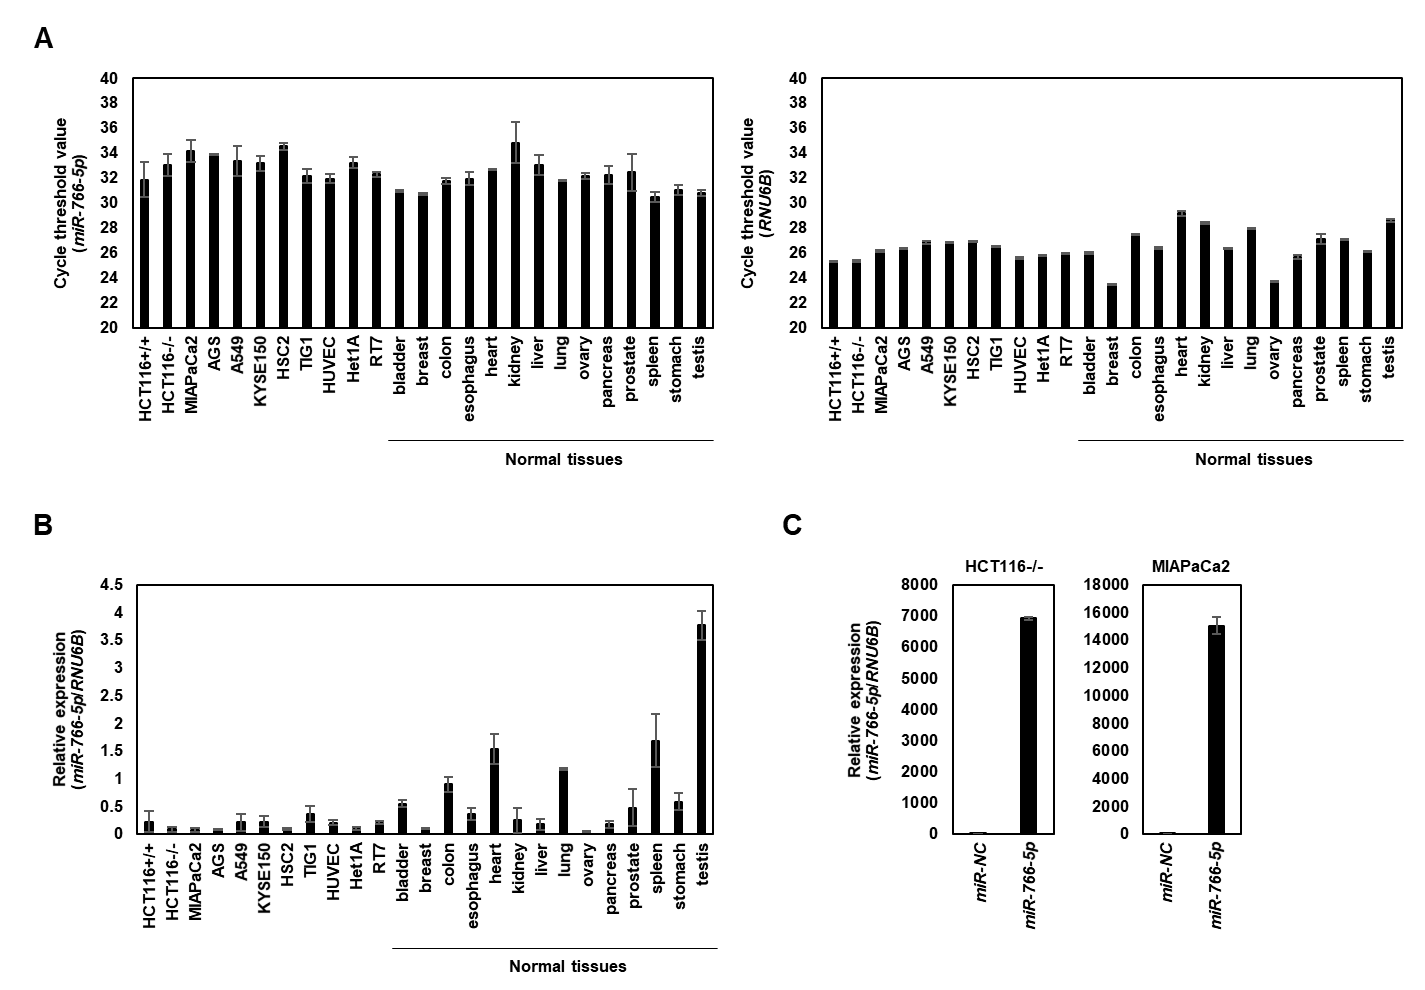 A
Cycle threshold value
(miR-766-5p)
40
38
36
34
32
30
28
26
24
22
20
HCT116+/+
HCT116-/-
MIAPaCa2
AGS
A549
KYSE150
HSC2
TIG1
HUVEC
Het1A
RT7
bladder
breast
colon
esophagus
heart
kidney
liver
lung
ovary
pancreas
prostate
spleen
stomach
testis
Normal tissues
Cycle threshold value
(RNU6B)
40
38
36
34
32
30
28
26
24
22
20
HCT116+/+
HCT116-/-
MIAPaCa2
AGS
A549
KYSE150
HSC2
TIG1
HUVEC
Het1A
RT7
bladder
breast
colon
esophagus
heart
kidney
liver
lung
ovary
pancreas
prostate
spleen
stomach
testis
Normal tissues
B
Relative expression
(miR-766-5p/RNU6B)
4.5
4
3.5
3
2.5
2
1.5
1
0.5
0
HCT116+/+
HCT116-/-
MIAPaCa2
AGS
A549
KYSE150
HSC2
TIG1
HUVEC
Het1A
RT7
bladder
breast
colon
esophagus
heart
kidney
liver
lung
ovary
pancreas
prostate
spleen
stomach
testis
Normal tissues
C
Relative expression
(miR-766-5p/RNU6B)
HCT116-/-
8000
7000
6000
5000
4000
3000
2000
1000
0
miR-NC
miR-766-5p
MIAPaCa2
18000
16000
14000
12000
10000
8000
6000
4000
2000
0
miR-NC
miR-766-5p